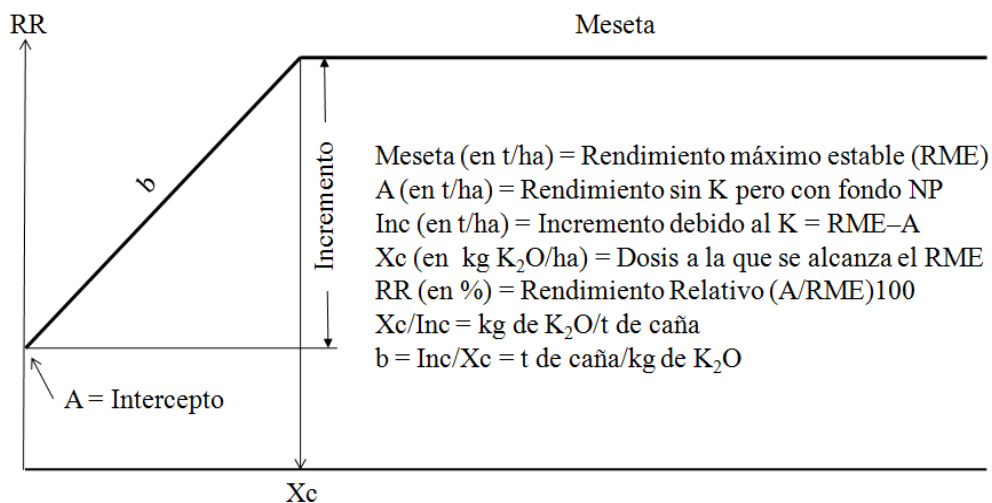 RR
Meseta
b
Incremento
Meseta (en t/ha) = Rendimiento máximo estable (RME)
A (en t/ha) = Rendimiento sin K pero con fondo NP
Inc (en t/ha) = Incremento debido al K = RME–A
Xc (en kg K₂O/ha) = Dosis a la que se alcanza el RME
RR (en %) = Rendimiento Relativo (A/RME)100
Xc/Inc = kg de K₂O/t de caña
b = Inc/Xc = t de caña/kg de K₂O
A = Intercepto
Xc